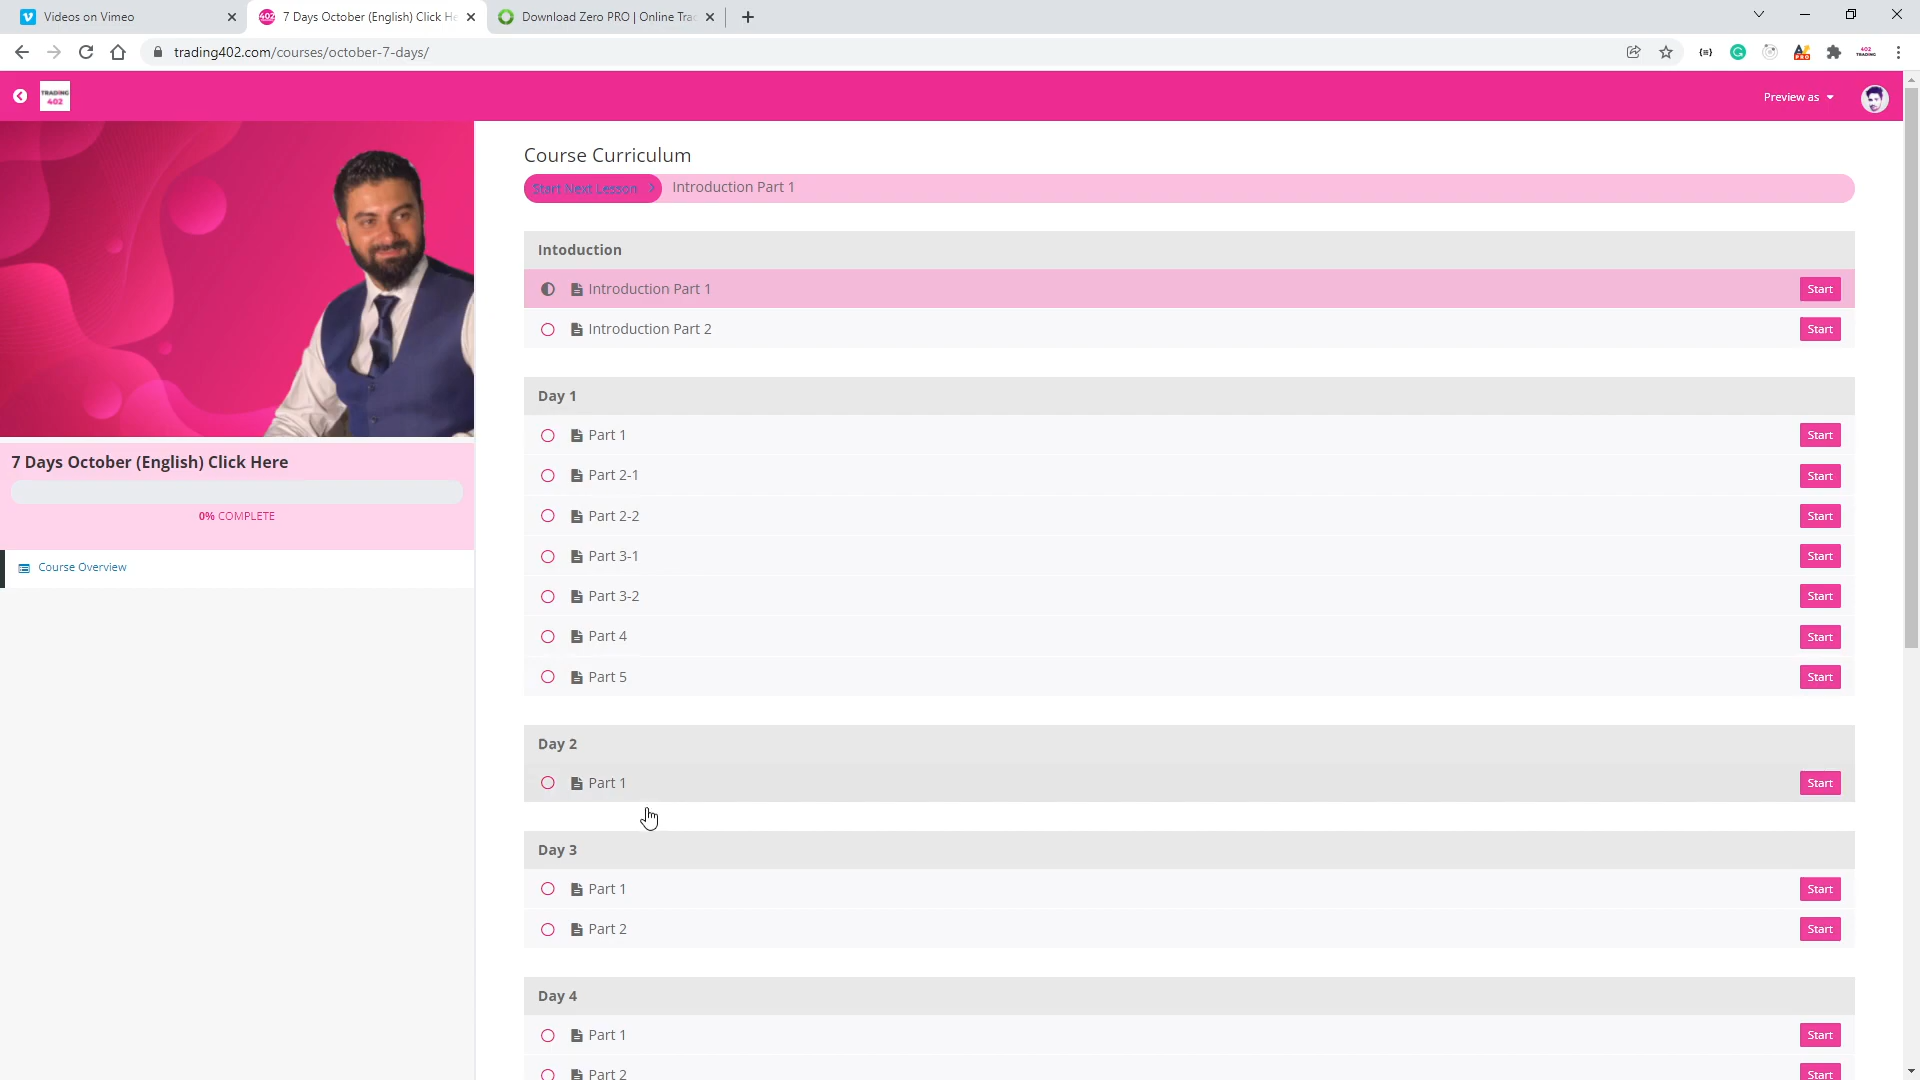 Videos on Vimeo
7 Days October (English) Click He
Download Zero PRO | Online Tra
trading402.com/courses/october-7-days/
TRADING
402
Preview as
Course Curriculum
Start Next Lesson
Introduction Part 1
Intoduction
Introduction Part 1
Start
Introduction Part 2
Start
Day 1
Part 1
Start
Part 2-1
Start
Part 2-2
Start
Part 3-1
Start
Part 3-2
Start
Part 4
Start
Part 5
Start
Day 2
Part 1
Start
Day 3
Part 1
Start
Part 2
Start
Day 4
Part 1
Start
Part 2
Start
7 Days October (English) Click Here
0% COMPLETE
Course Overview